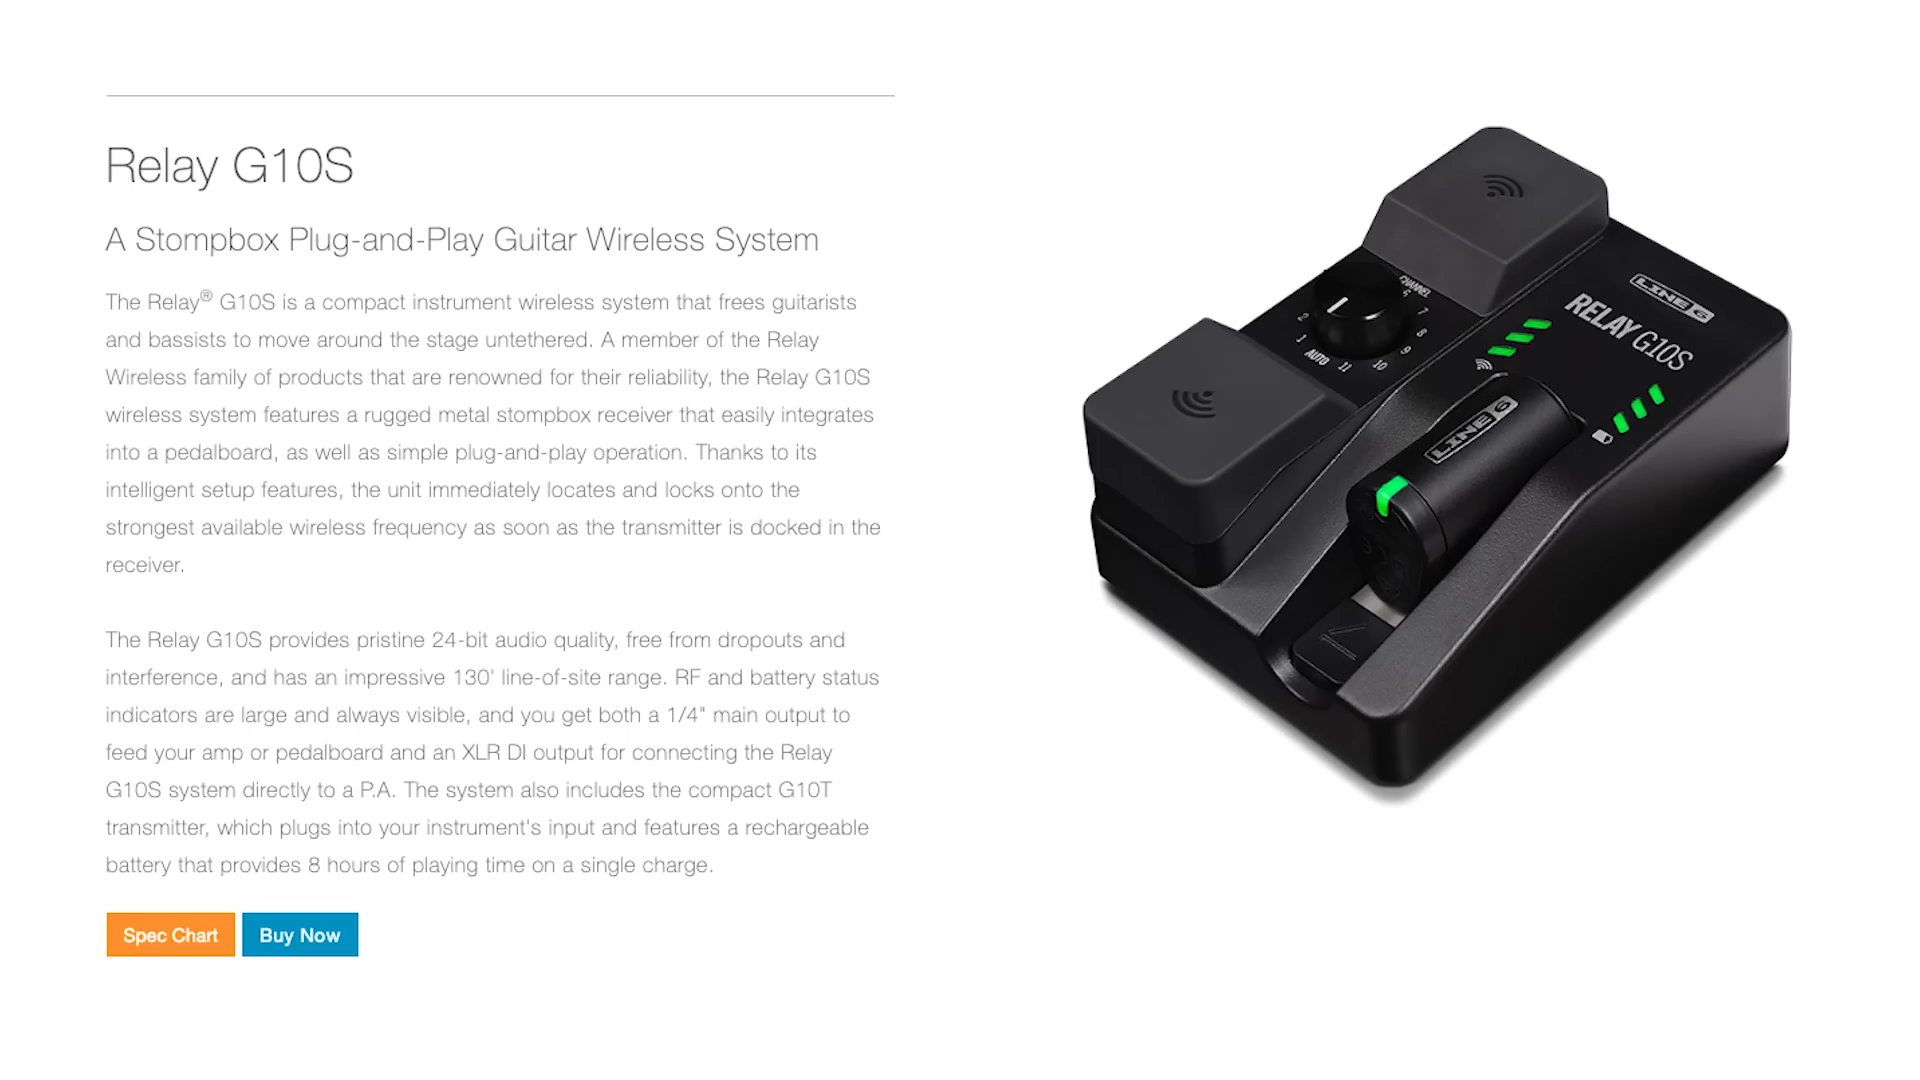 Relay G10S
A Stompbox Plug-and-Play Guitar Wireless System
The Relay® G10S is a compact instrument wireless system that frees guitarists
and bassists to move around the stage untethered. A member of the Relay
Wireless family of products that are renowned for their reliability, the Relay G10S
wireless system features a rugged metal stompbox receiver that easily integrates
into a pedalboard, as well as simple plug-and-play operation. Thanks to its
intelligent setup features, the unit immediately locates and locks onto the
strongest available wireless frequency as soon as the transmitter is docked in the
receiver.
The Relay G10S provides pristine 24-bit audio quality, free from dropouts and
interference, and has an impressive 130' line-of-site range. RF and battery status
indicators are large and always visible, and you get both a 1/4" main output to
feed your amp or pedalboard and an XLR DI output for connecting the Relay
G10S system directly to a P.A. The system also includes the compact G10T
transmitter, which plugs into your instrument's input and features a rechargeable
battery that provides 8 hours of playing time on a single charge.
Spec Chart Buy Now
LINE 6
RELAY G10S
CHANNEL
AUTO 1 2 6 7 8 9 10 11
LINE 6